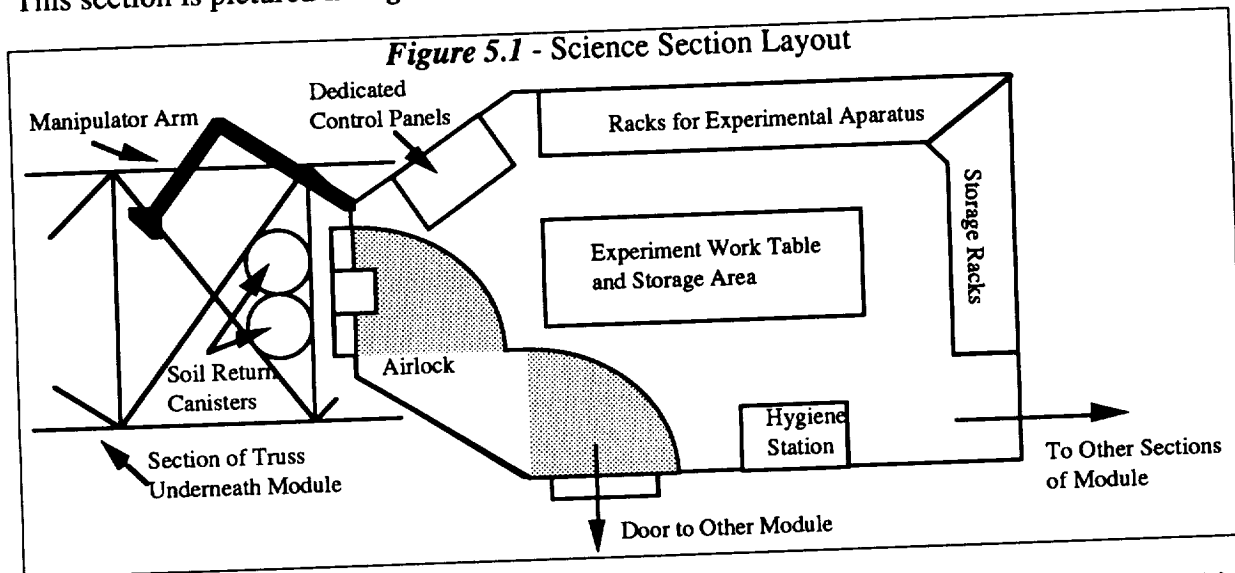 This section is pictured in
Figure 5.1 - Science Section Layout
Manipulator Arm
Dedicated
Control Panels
Racks for Experimental Apparatus
Storage Racks
Experiment Work Table
and Storage Area
Soil Return
Canisters
Airlock
Hygiene
Station
To Other Sections
of Module
Section of Truss
Underneath Module
Door to Other Module